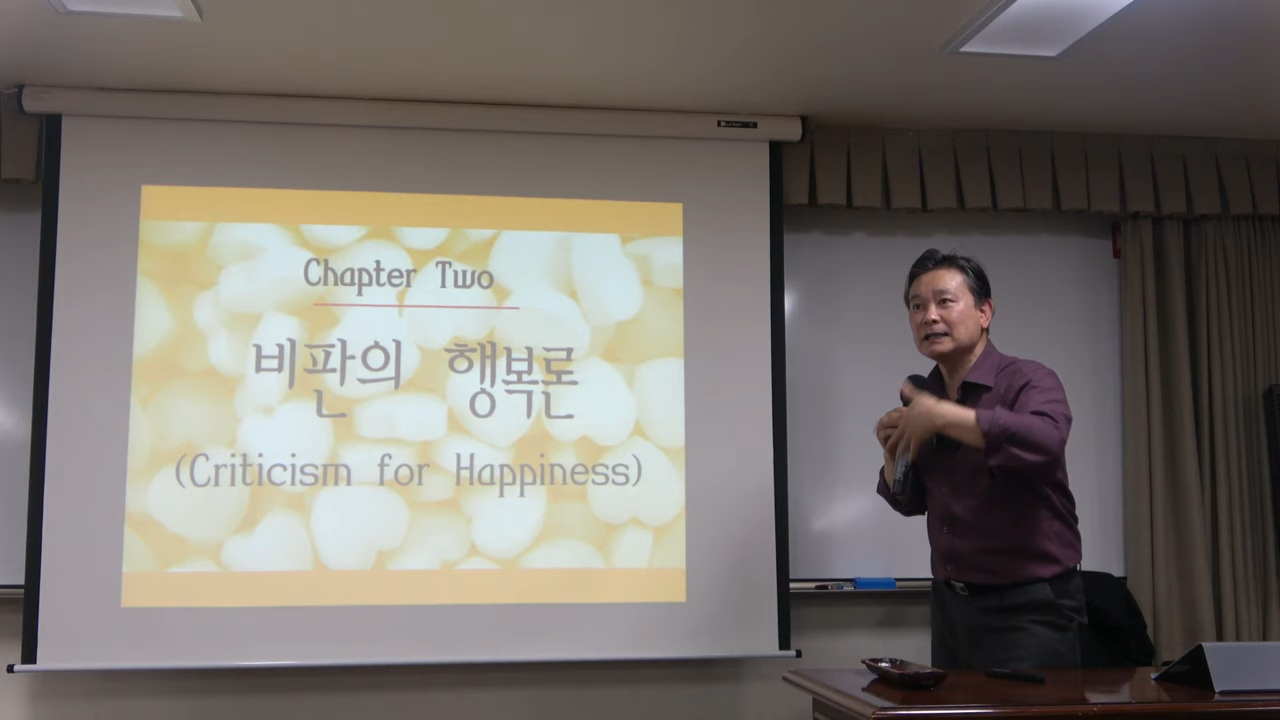 Chapter Two
비판의 행복론
(Criticism for Happiness)